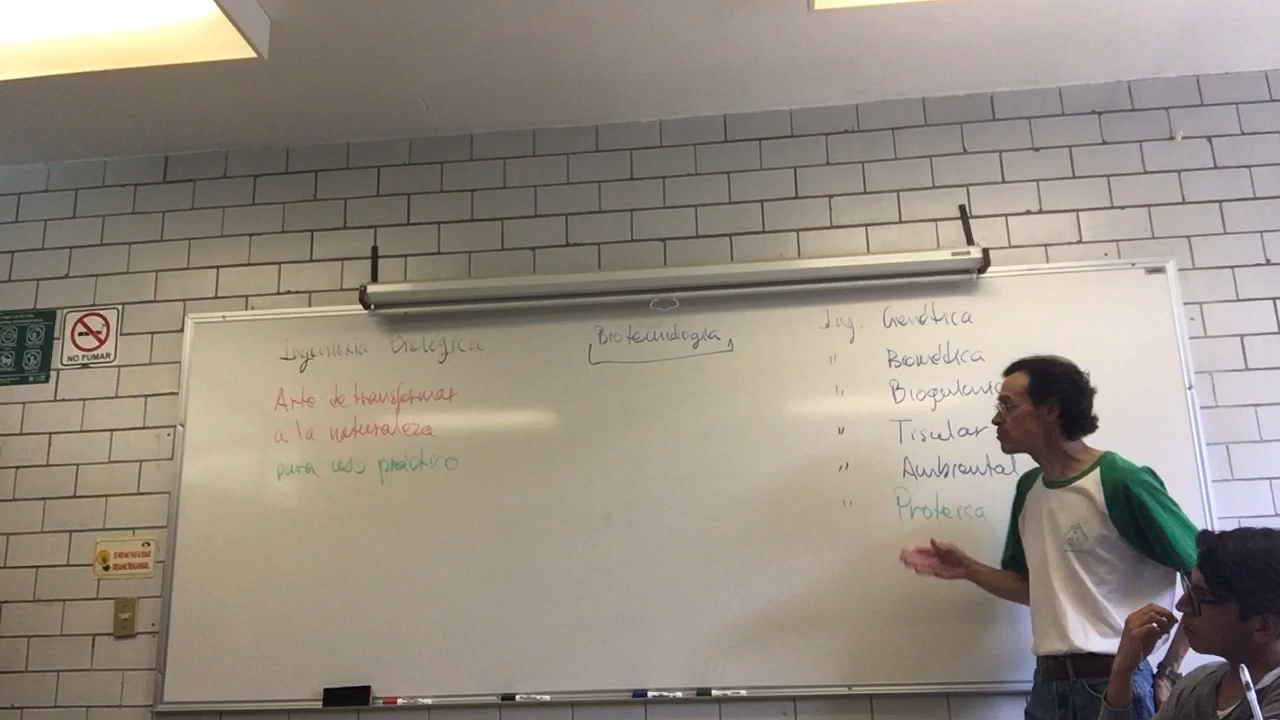 NO FUMAR
Ingeniería Biológica
Arte de transformar
a la naturaleza
para uso práctico
Biotecnología
Ing. Genética
" Biomédica
"
" Tisular
" Ambiental
" Proteica